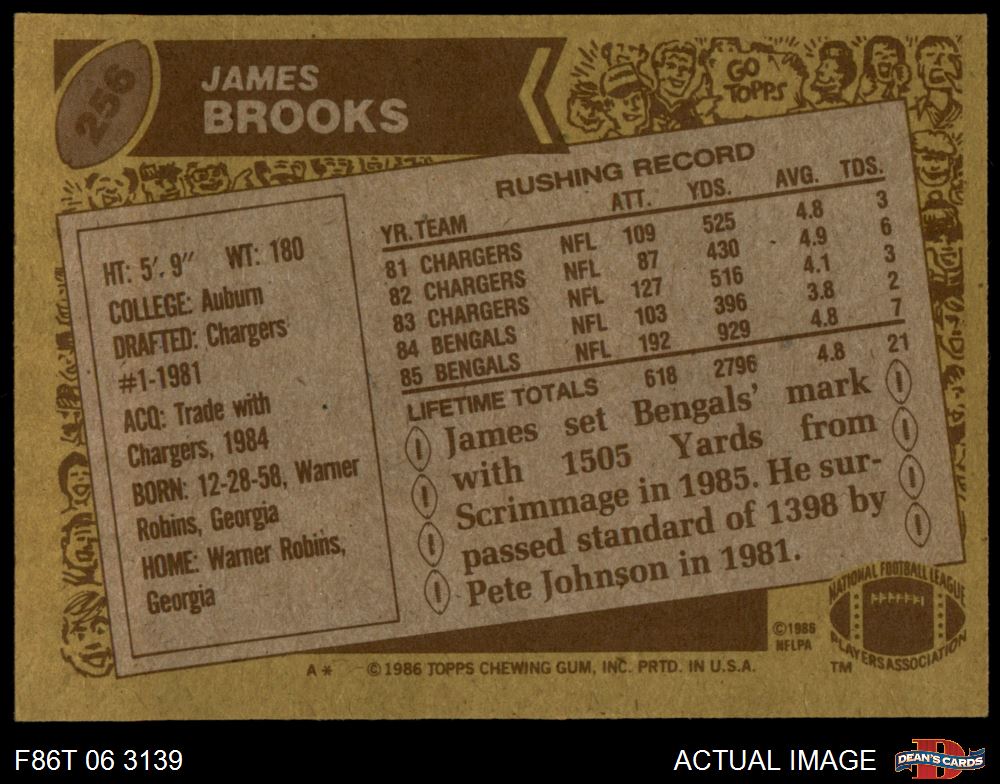 256
JAMES
BROOKS
GO
TOPPS
HT: 5'. 9" WT: 180
COLLEGE: Auburn
DRAFTED: Chargers
#1-1981
ACQ: Trade with
Chargers, 1984
BORN: 12-28-58, Warner
Robins, Georgia
HOME: Warner Robins,
Georgia
RUSHING RECORD
YR. TEAM ATT. YDS. AVG. TDS.
81 CHARGERS NFL 109 525 4.8 3
82 CHARGERS NFL 87 430 4.9 6
83 CHARGERS NFL 127 516 4.1 3
84 BENGALS NFL 103 396 3.8 2
85 BENGALS NFL 192 929 4.8 7
LIFETIME TOTALS 618 2796 4.8 21
James set Bengals' mark
with 1505 Yards from
Scrimmage in 1985. He sur-
passed standard of 1398 by
Pete Johnson in 1981.
©1986
NFLPA
NATIONAL FOOTBALL LEAGUE
PLAYERS ASSOCIATION
TM
A* ©1986 TOPPS CHEWING GUM, INC. PRTD. IN U.S.A.
F86T 06 3139
ACTUAL IMAGE
D
DEAN'S CARDS